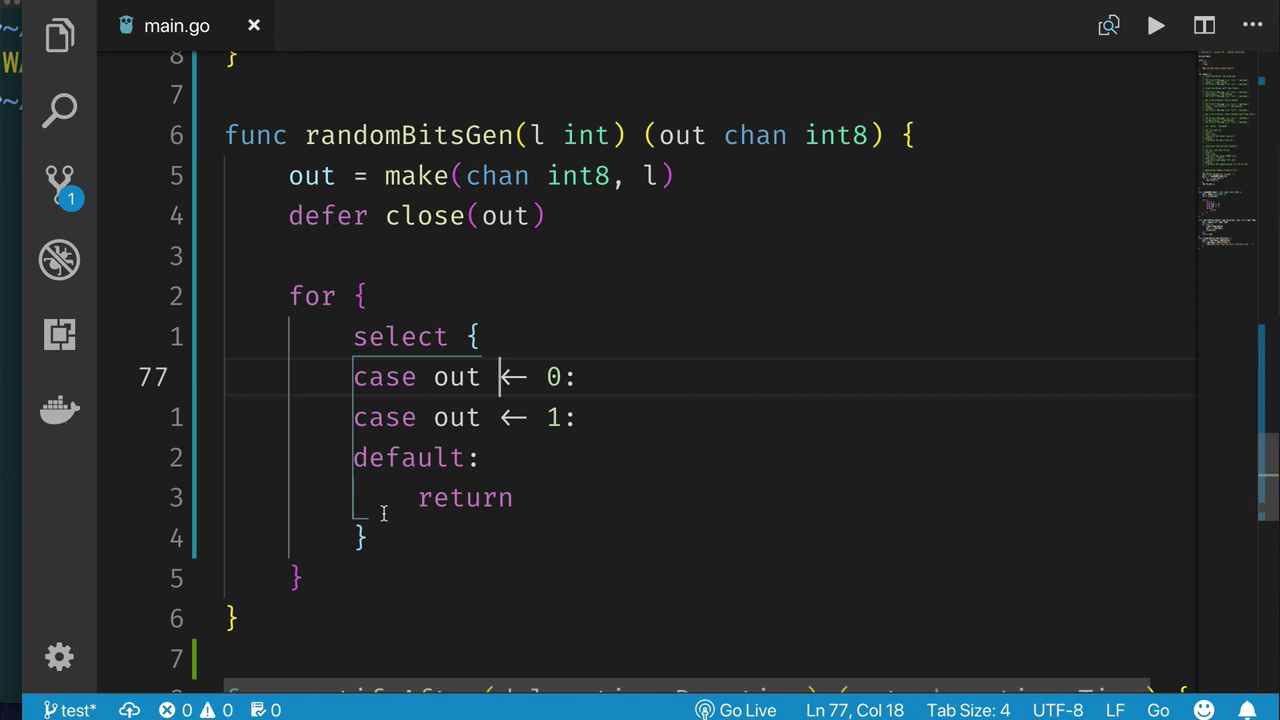 main.go
8 }
7
6 func randomBitsGen(l int) (out chan int8) {
5 out = make(chan int8, l)
4 defer close(out)
3
2 for {
1 select {
77 case out <- 0:
1 case out <- 1:
2 default:
3 return
4 }
5 }
6 }
7
1
test* 0 0 0 Go Live Ln 77, Col 18 Tab Size: 4 UTF-8 LF Go